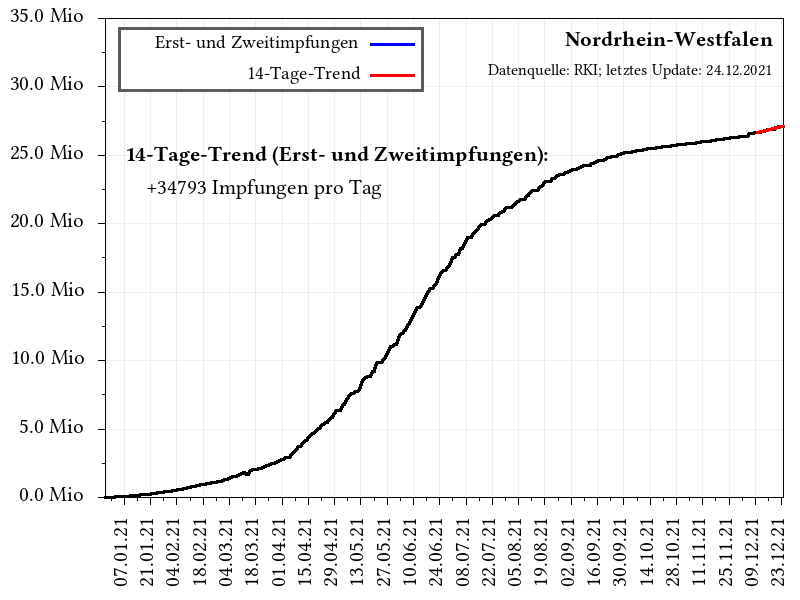 35.0 Mio
30.0 Mio
25.0 Mio
20.0 Mio
15.0 Mio
10.0 Mio
5.0 Mio
0.0 Mio
Erst- und Zweitimpfungen
14-Tage-Trend
Nordrhein-Westfalen
Datenquelle: RKI; letztes Update: 24.12.2021
14-Tage-Trend (Erst- und Zweitimpfungen):
+34793 Impfungen pro Tag
07.01.21
21.01.21
04.02.21
18.02.21
04.03.21
18.03.21
01.04.21
15.04.21
29.04.21
13.05.21
27.05.21
10.06.21
24.06.21
08.07.21
22.07.21
05.08.21
19.08.21
02.09.21
16.09.21
30.09.21
14.10.21
28.10.21
11.11.21
25.11.21
09.12.21
23.12.21